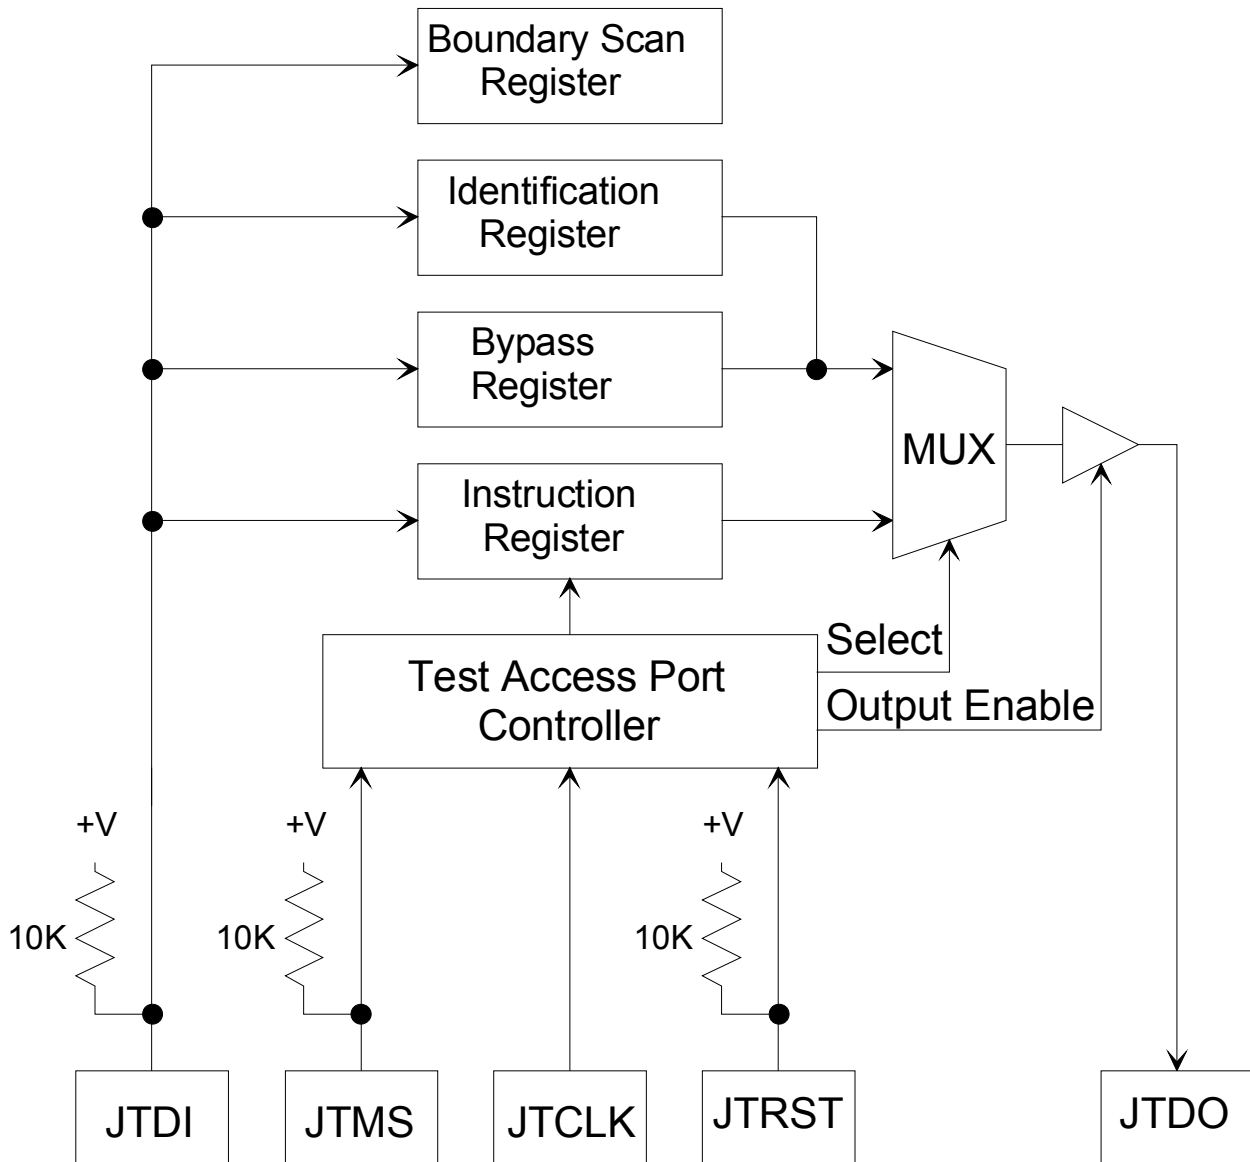 Boundary Scan
Register
Identification
Register
Bypass
Register
MUX
Instruction
Register
Select
Test Access Port
Controller
Output Enable
+V
+V
+V
10K
10K
10K
JTDI
JTMS
JTCLK
JTRST
JTDO